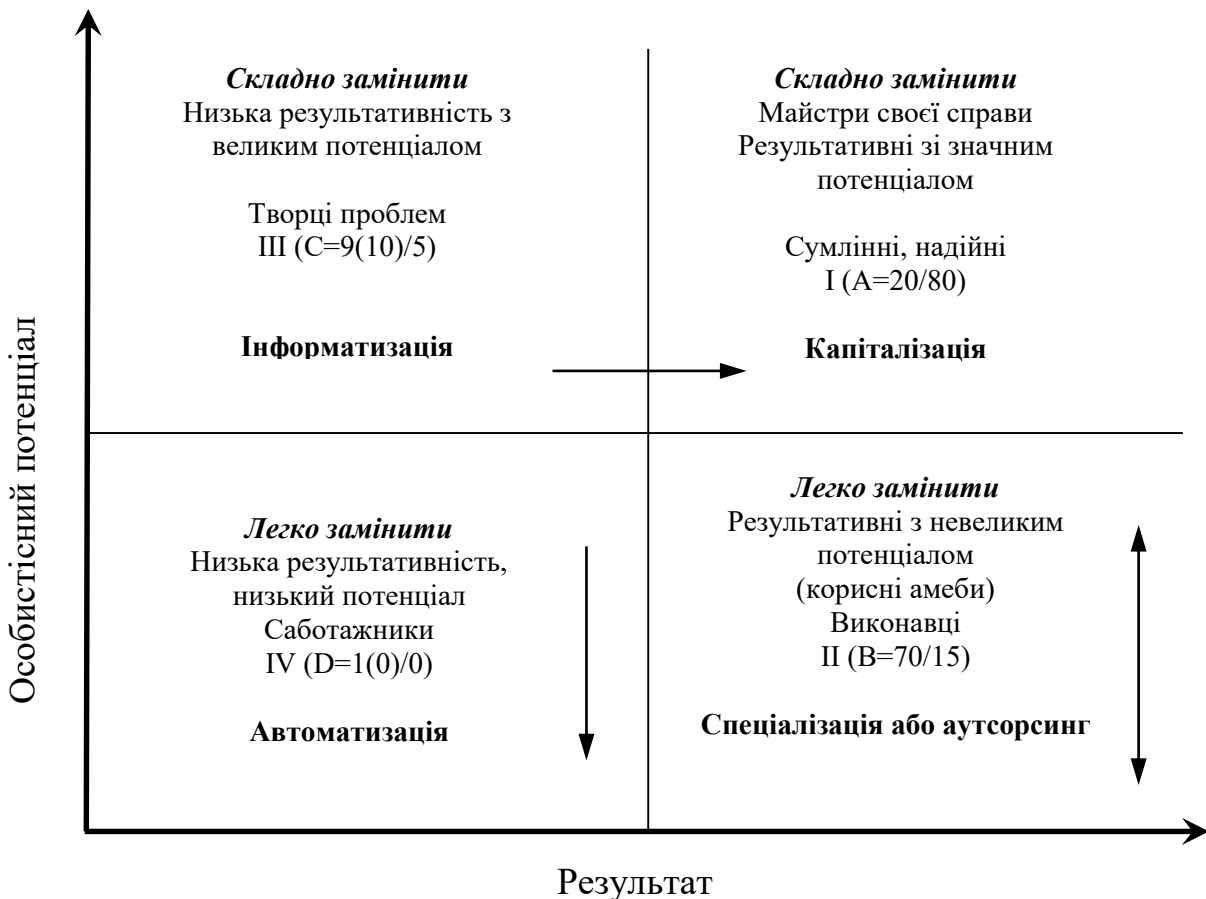 Особистісний потенціал
Складно замінити
Низька результативність з
великим потенціалом
Творці проблем
III (C=9(10)/5)
Інформатизація
Складно замінити
Майстри своєї справи
Результативні зі значним
потенціалом
Сумлінні, надійні
I (A=20/80)
Капіталізація
Легко замінити
Низька результативність,
низький потенціал
Саботажники
IV (D=1(0)/0)
Автоматизація
Легко замінити
Результативні з невеликим
потенціалом
(корисні амеби)
Виконавці
II (B=70/15)
Спеціалізація або аутсорсинг
Результат